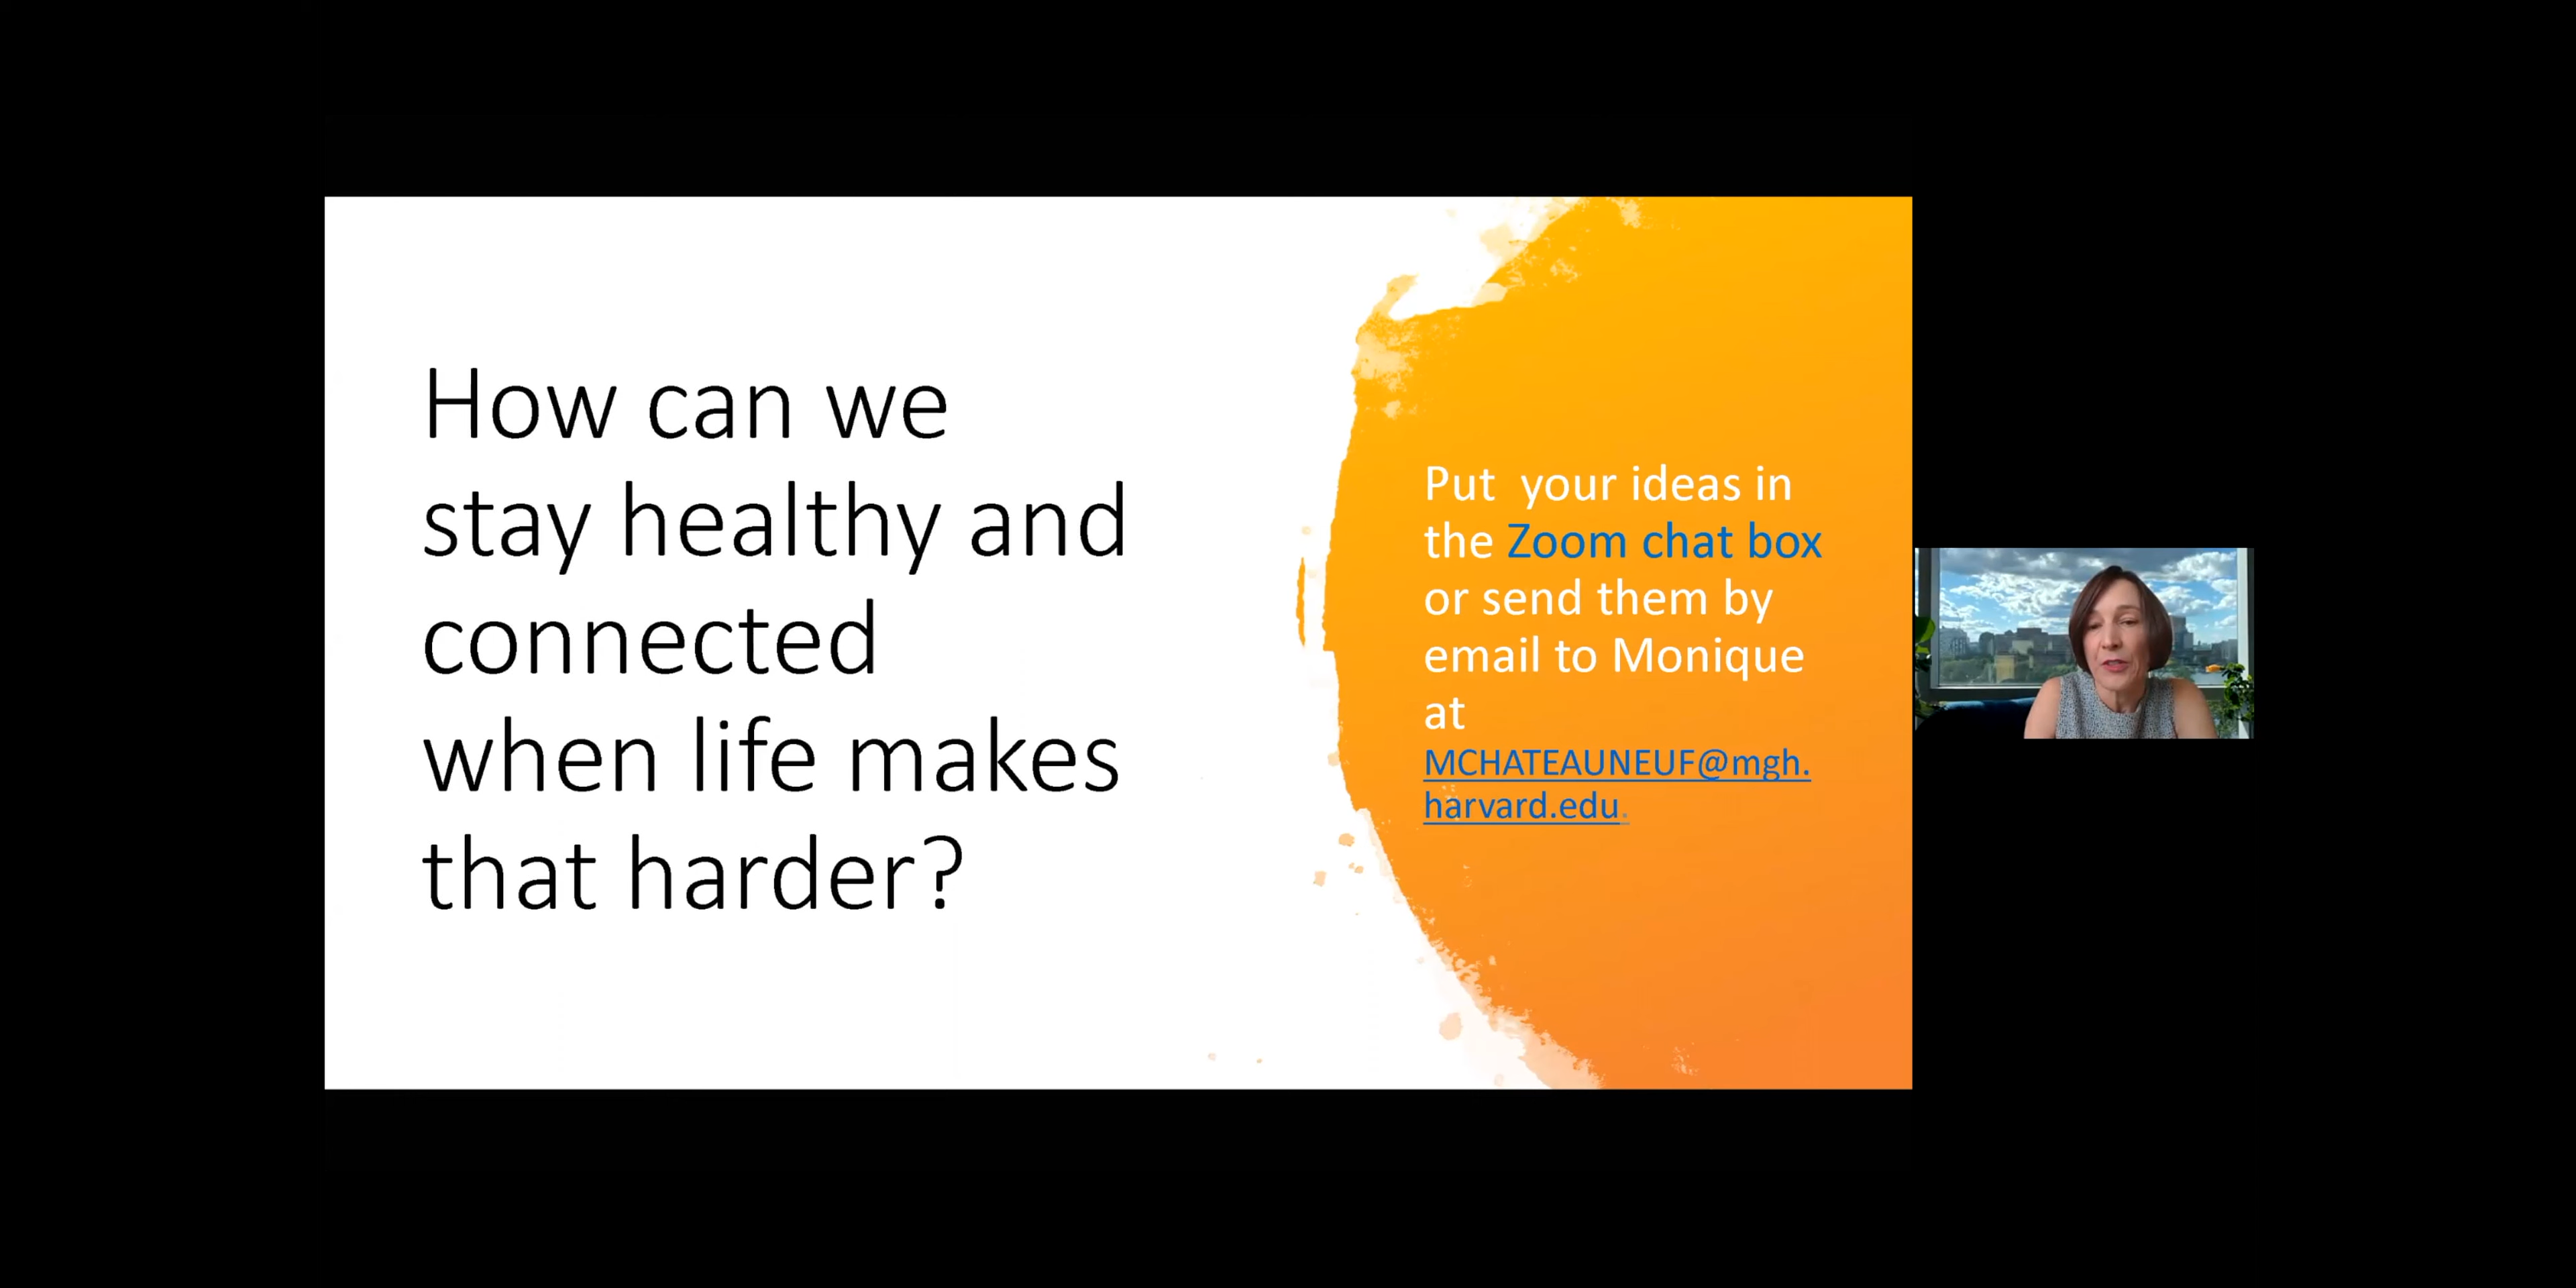 How can we
stay healthy and
connected
when life makes
that harder?
Put  your ideas in
the Zoom chat box
or send them by
email to Monique
at
MCHATEAUNEUF@mgh.
harvard.edu.